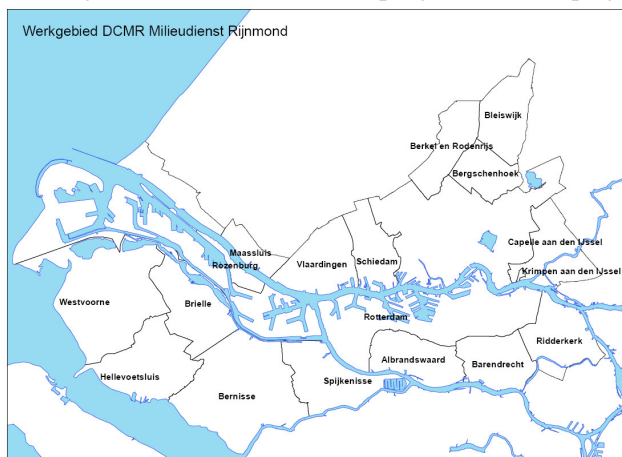 Werkgebied DCMR Milieudienst Rijnmond
Bleiswijk
Berkel en Rodenrijs
Bergschenhoek
Capelle aan den IJssel
Maassluis
Rozenburg
Vlaardingen
Schiedam
Krimpen aan den IJssel
Westvoorne
Brielle
Rotterdam
Ridderkerk
Albrandswaard
Barendrecht
Hellevoetsluis
Spijkenisse
Bernisse